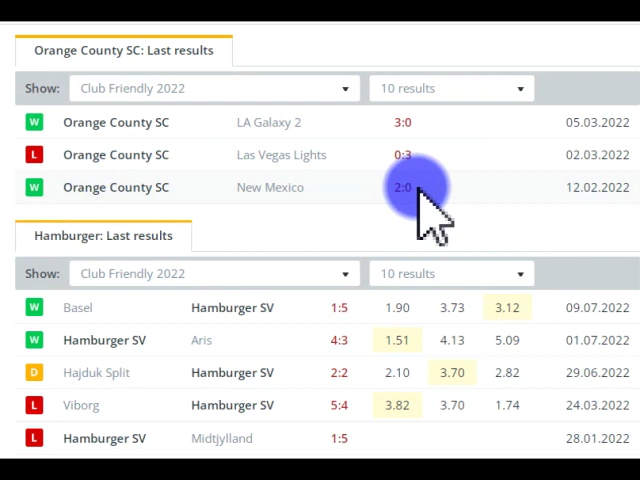 Orange County SC: Last results
Show: Club Friendly 2022 10 results
W Orange County SC LA Galaxy 2 3:0 05.03.2022
L Orange County SC Las Vegas Lights 0:3 02.03.2022
W Orange County SC New Mexico 2:0 12.02.2022
Hamburger: Last results
Show: Club Friendly 2022 10 results
W Basel Hamburger SV 1:5 1.90 3.73 3.12 09.07.2022
W Hamburger SV Aris 4:3 1.51 4.13 5.09 01.07.2022
D Hajduk Split Hamburger SV 2:2 2.10 3.70 2.82 29.06.2022
L Viborg Hamburger SV 5:4 3.82 3.70 1.74 24.03.2022
L Hamburger SV Midtjylland 1:5 28.01.2022